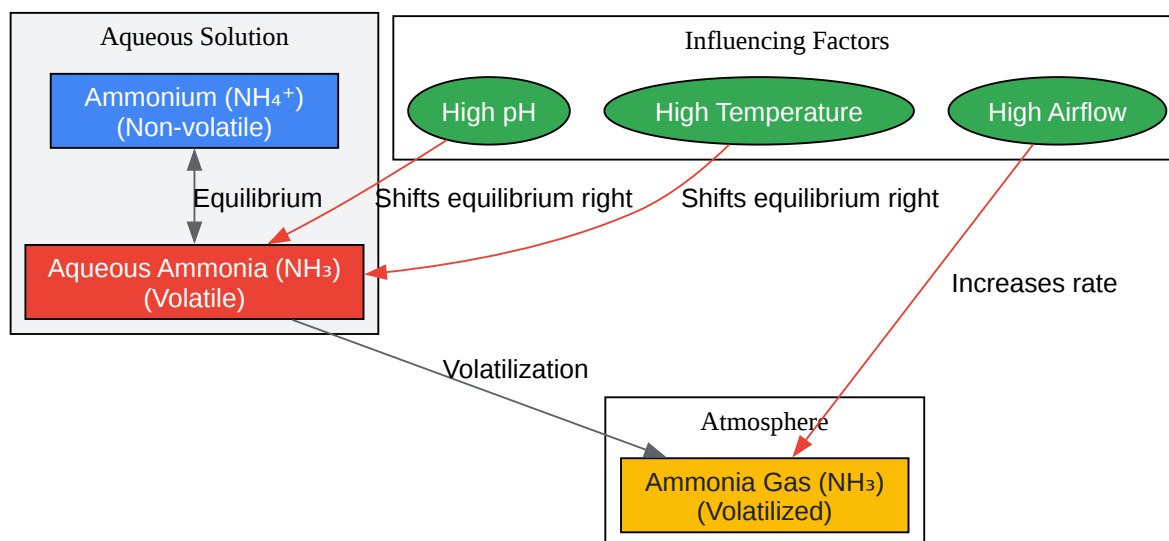 Aqueous Solution
Influencing Factors
Ammonium (NH₄⁺)
(Non-volatile)
High pH
High Temperature
High Airflow
Equilibrium
Shifts equilibrium right
Shifts equilibrium right
Aqueous Ammonia (NH₃)
(Volatile)
Increases rate
Volatilization
Atmosphere
Ammonia Gas (NH₃)
(Volatilized)